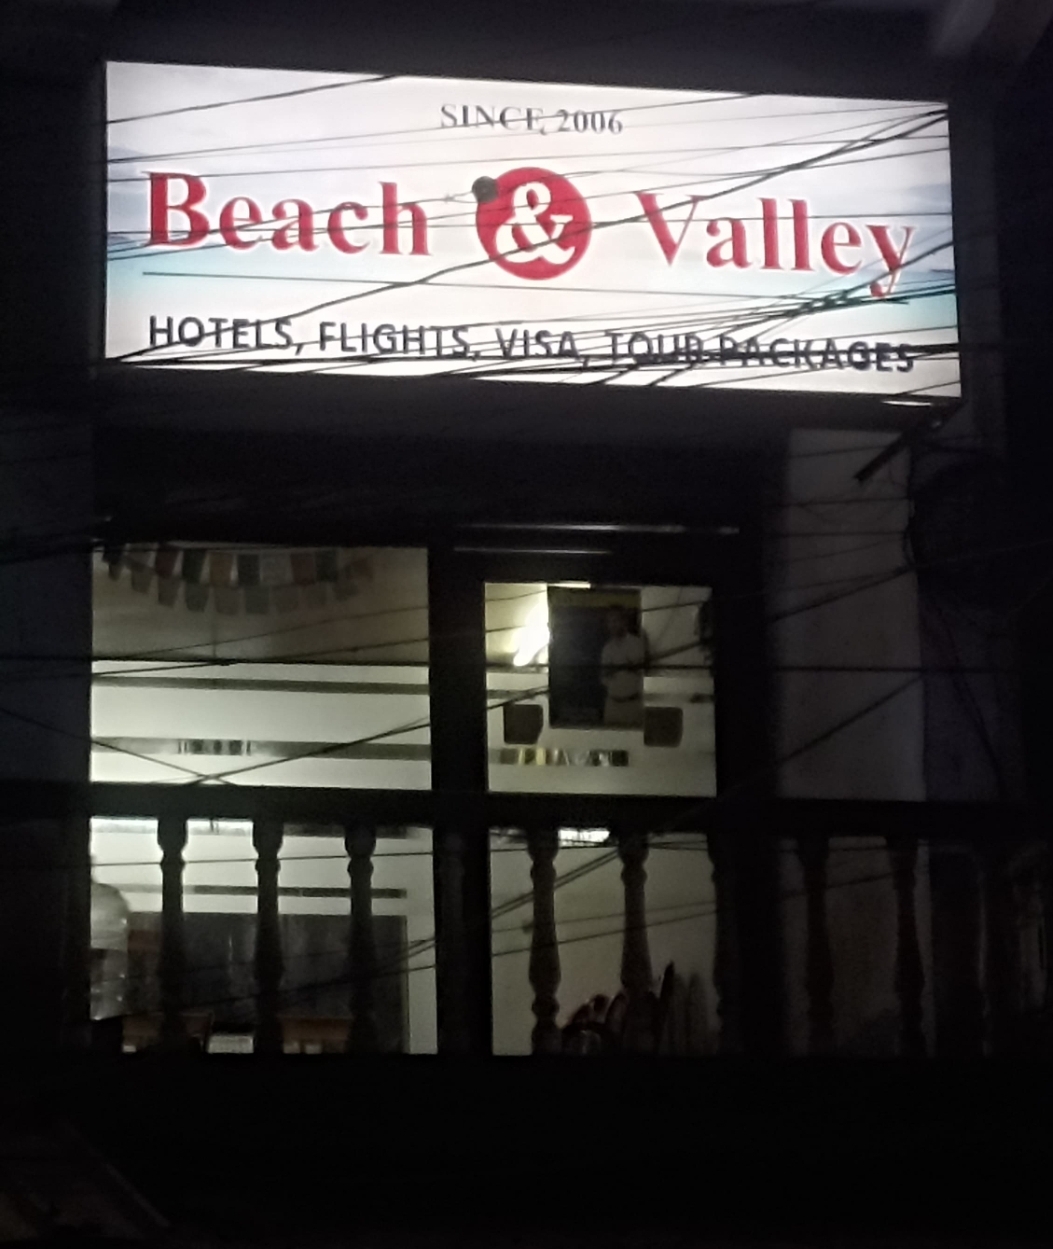 SINCE 2006
Beach & Valley
HOTELS, FLIGHTS, VISA, TOUR PACKAGES